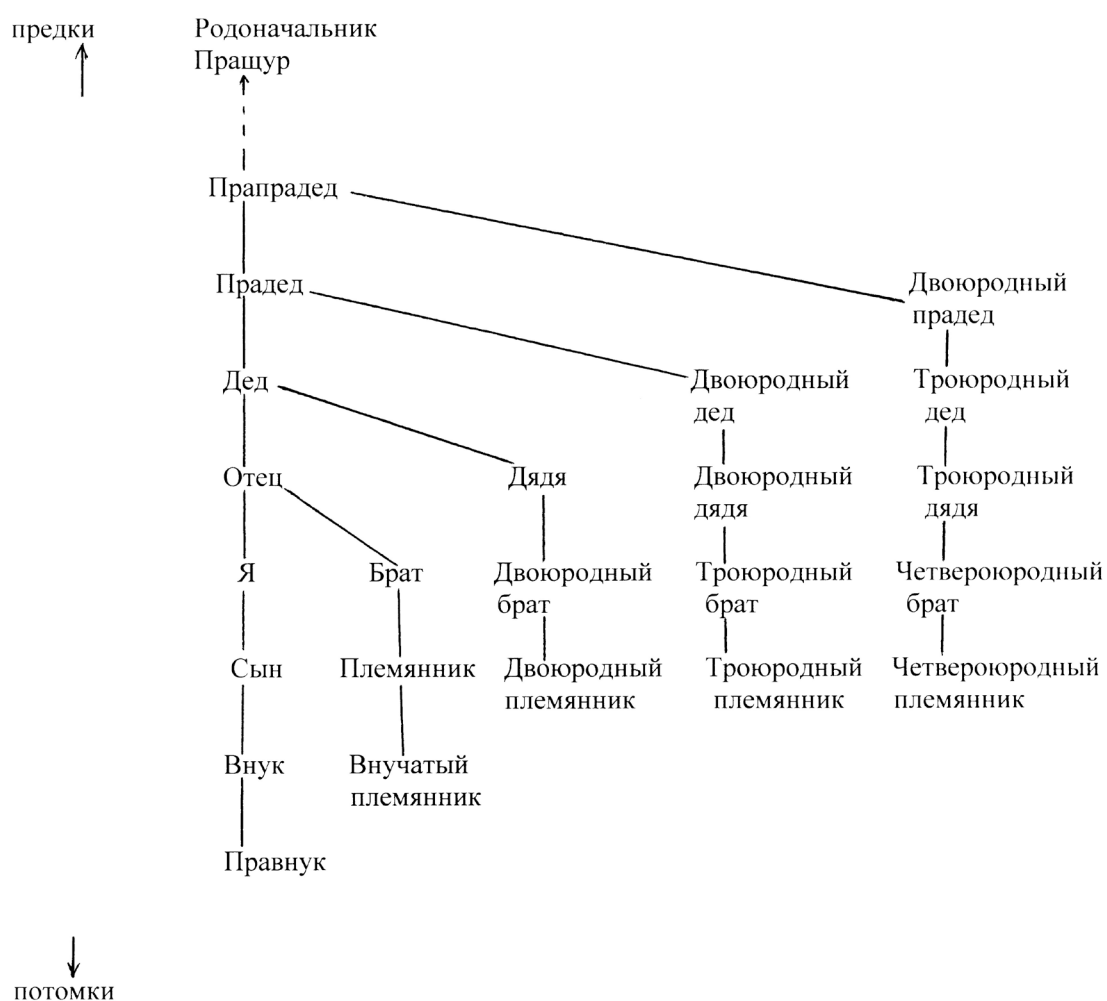 предки
Родоначальник
Пращур
Прапрадед
Прадед
Двоюродный
прадед
Дед
Двоюродный
дед
Троюродный
дед
Отец
Дядя
Двоюродный
дядя
Троюродный
дядя
Я
Брат
Двоюродный
брат
Троюродный
брат
Четвероюродный
брат
Сын
Племянник
Двоюродный
племянник
Троюродный
племянник
Четвероюродный
племянник
Внук
Внучатый
племянник
Правнук
потомки